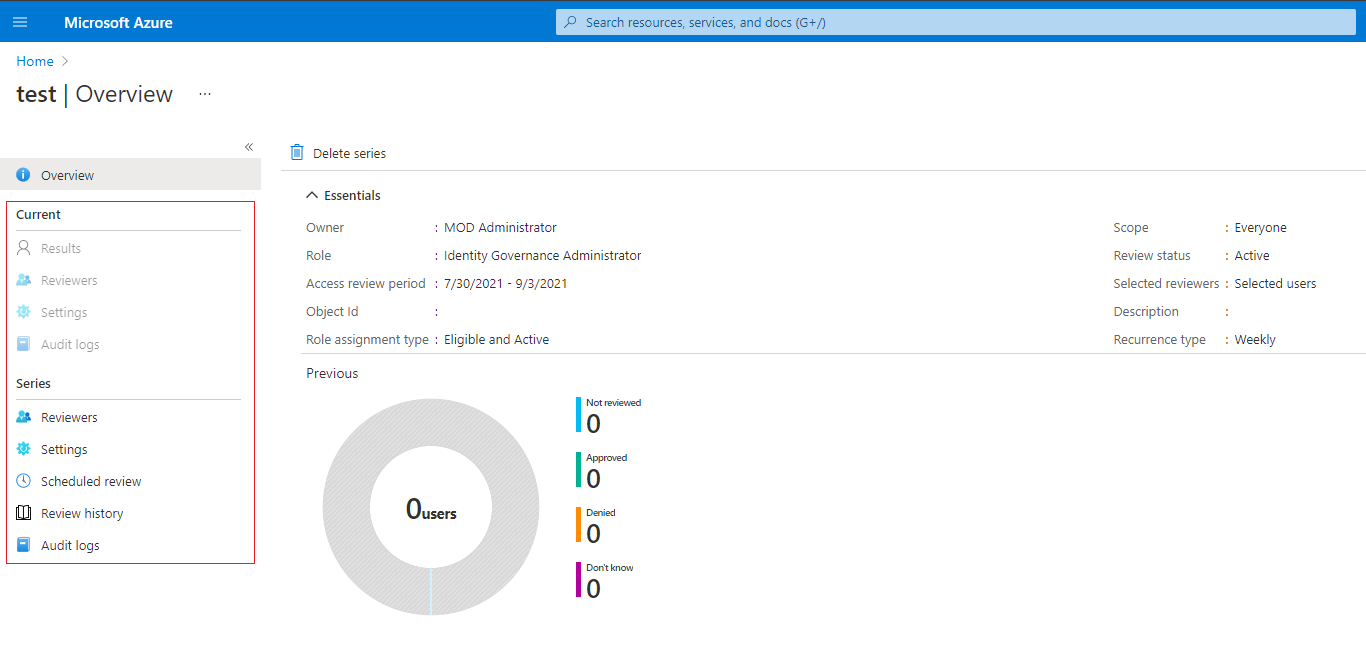 Microsoft Azure
Search resources, services, and docs (G+/)
Home
test | Overview
...
«
Overview
Current
Results
Reviewers
Settings
Audit logs
Series
Reviewers
Settings
Scheduled review
Review history
Audit logs
Delete series
Essentials
Owner : MOD Administrator
Role : Identity Governance Administrator
Access review period : 7/30/2021 - 9/3/2021
Object Id :
Role assignment type : Eligible and Active
Scope : Everyone
Review status : Active
Selected reviewers : Selected users
Description :
Recurrence type : Weekly
Previous
0users
Not reviewed
0
Approved
0
Denied
0
Don't know
0